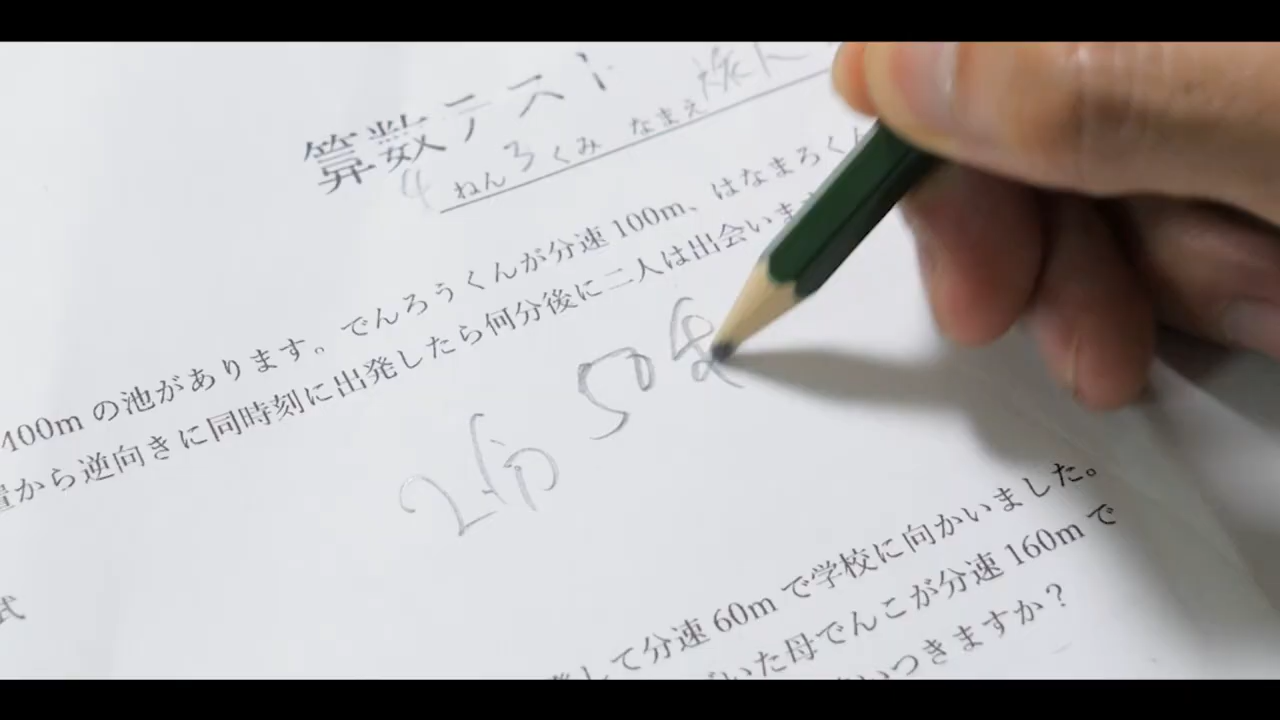 算数テスト
4 ねん 3 くみ なまえ
400m の池があります。でんろうくんが分速 100m、はなまろくん
から逆向きに同時刻に出発したら何分後に二人は出会いま
2分 50
式
して分速 60m で学校に向かいました。
いた母でんこが分速 160m で
いつきますか？